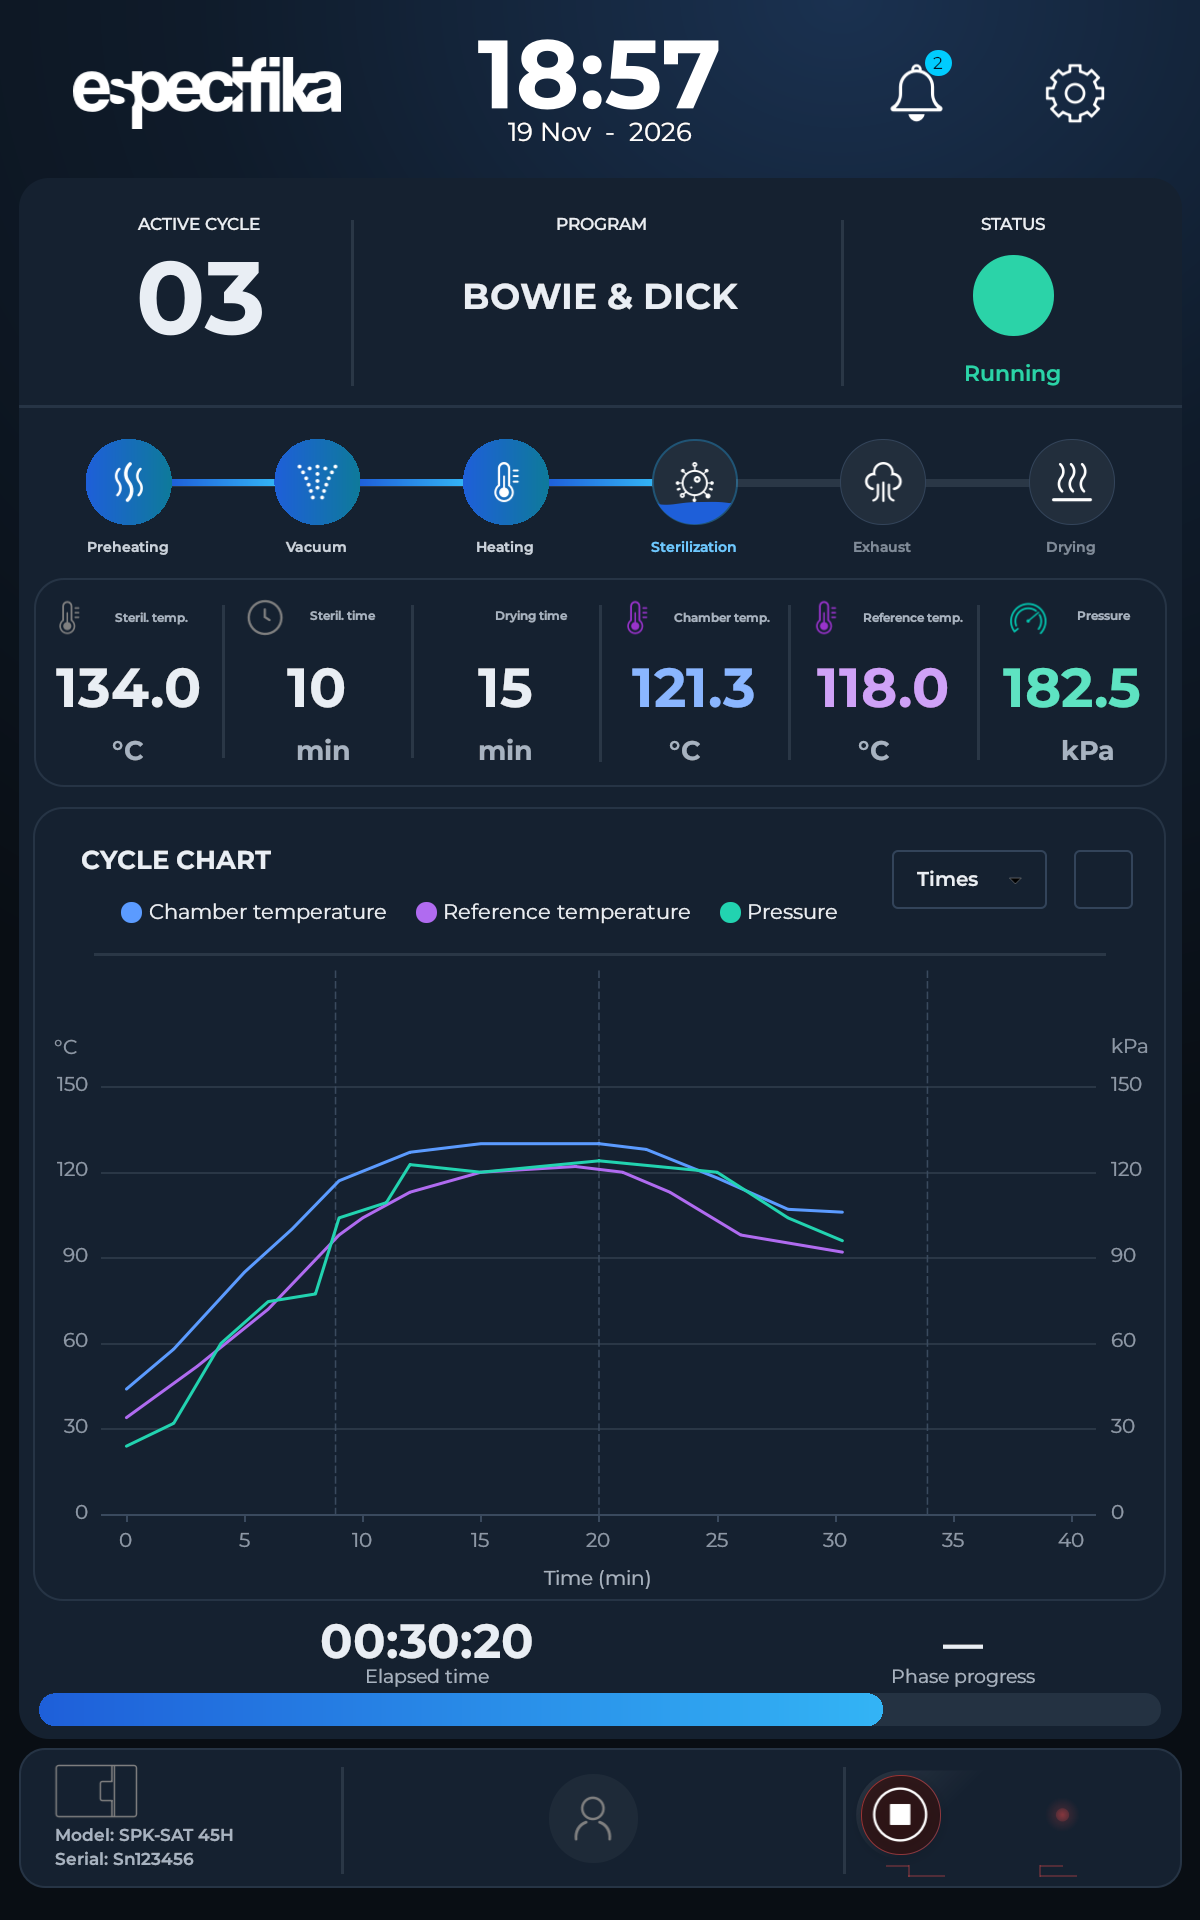 especifika
18:57
2
19 Nov - 2026
ACTIVE CYCLE
PROGRAM
STATUS
03
BOWIE & DICK
Running
Preheating
Vacuum
Heating
Sterilization
Exhaust
Drying
Steril. temp.
Steril. time
Drying time
Chamber temp.
Reference temp.
Pressure
134.0
10
15
121.3
118.0
182.5
°C
min
min
°C
°C
kPa
CYCLE CHART
Times
Chamber temperature
Reference temperature
Pressure
°C
kPa
150
150
120
120
90
90
60
60
30
30
0
0
0 5 10 15 20 25 30 35 40
Time (min)
00:30:20
—
Elapsed time
Phase progress
Model: SPK-SAT 45H
Serial: Sn123456